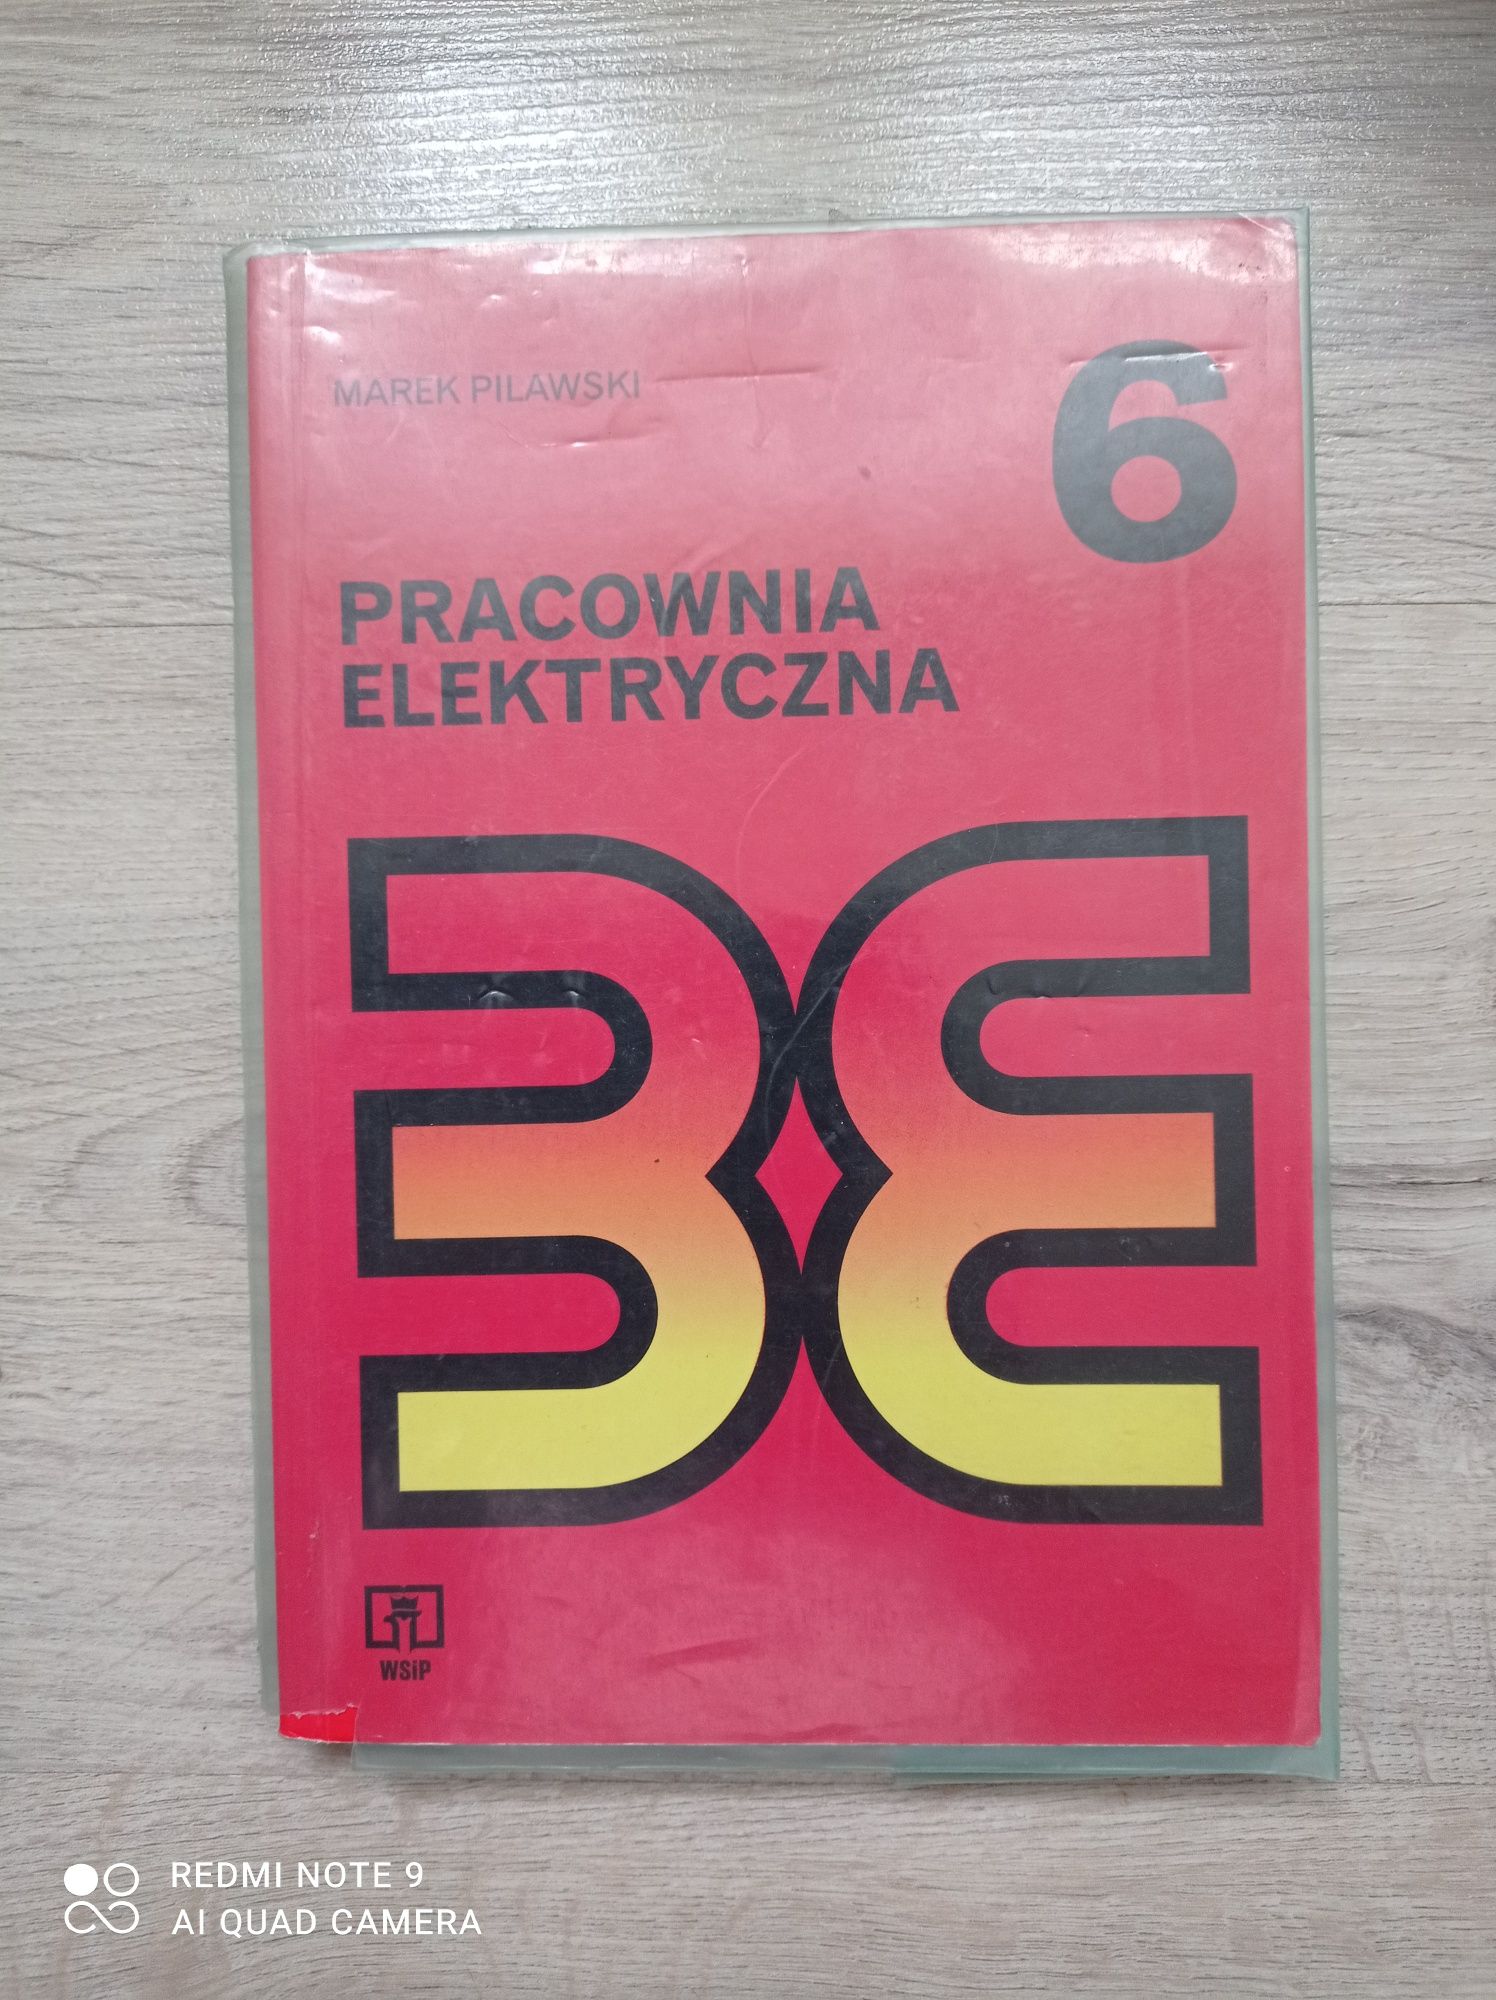 MAREK PILAWSKI
6
PRACOWNIA
ELEKTRYCZNA
WSiP
REDMI NOTE 9
AI QUAD CAMERA